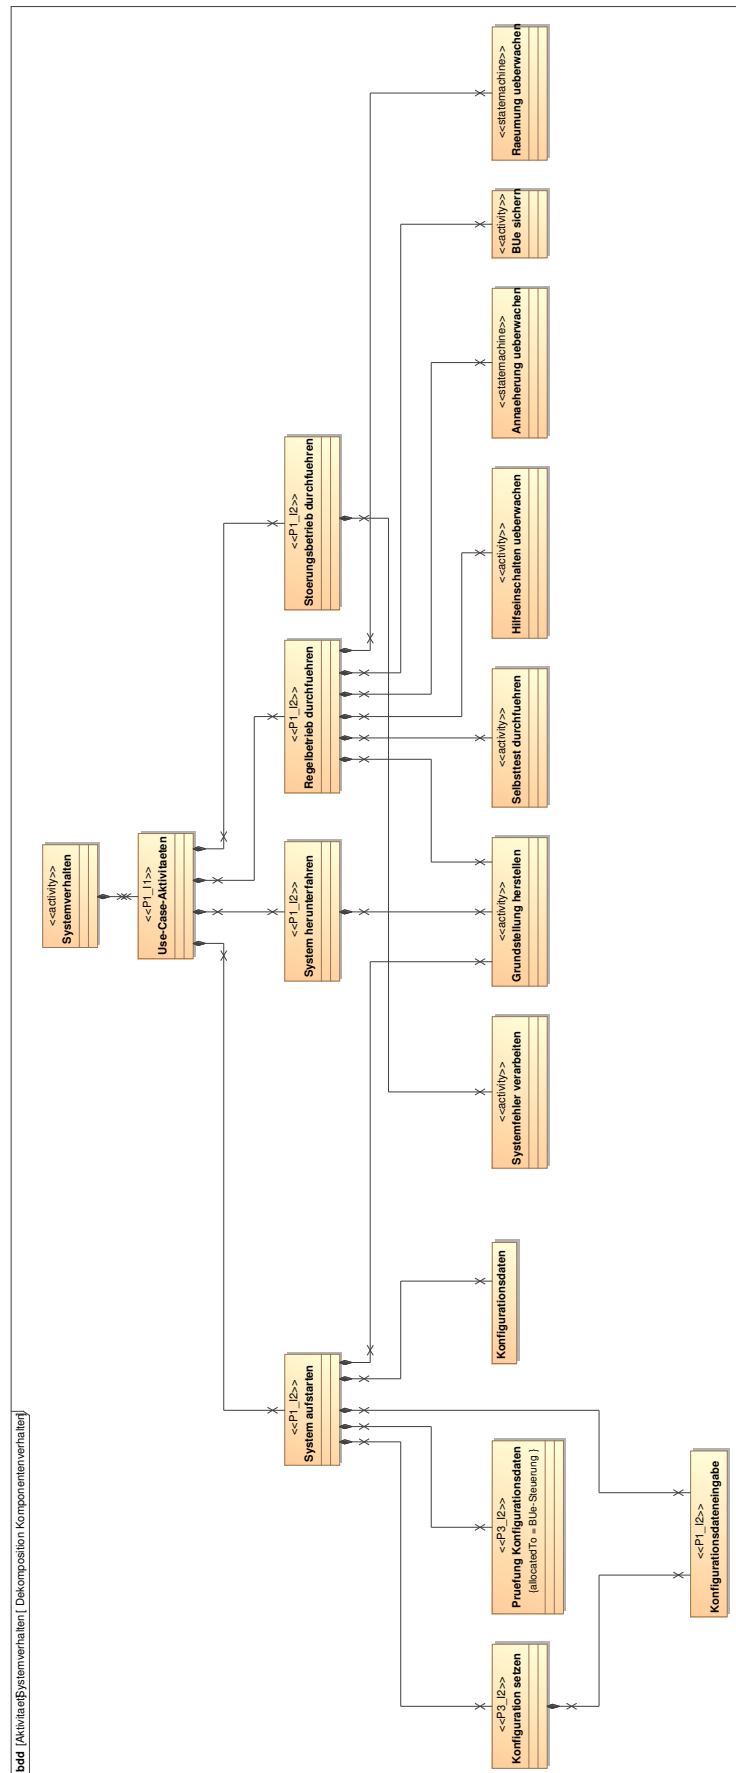 bdd [Aktivitaet]Systemverhalten [ Dekomposition Komponentenverhalten]
<<activity>>
Systemverhalten
<<P1_I1>>
Use-Case-Aktivitaeten
<<P1_I2>>
System aufstarten
<<P1_I2>>
System herunterfahren
<<P1_I2>>
Regelbetrieb durchfuehren
<<P1_I2>>
Stoerungsbetrieb durchfuehren
<<P3_I2>>
Konfiguration setzen
<<P3_I2>>
Pruefung Konfigurationsdaten
{allocatedTo = BUe-Steuerung }
Konfigurationsdaten
<<activity>>
Systemfehler verarbeiten
<<activity>>
Grundstellung herstellen
<<activity>>
Selbsttest durchfuehren
<<activity>>
Hilfseinschalten ueberwachen
<<statemachine>>
Annaeherung ueberwachen
<<activity>>
BUe sichern
<<statemachine>>
Raeumung ueberwachen
<<P1_I2>>
Konfigurationsdateneingabe